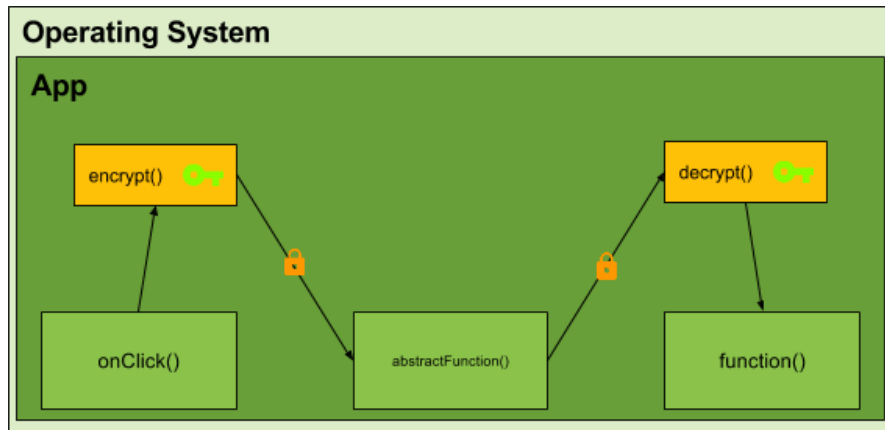 Operating System
App
encrypt()
decrypt()
onClick()
abstractFunction()
function()